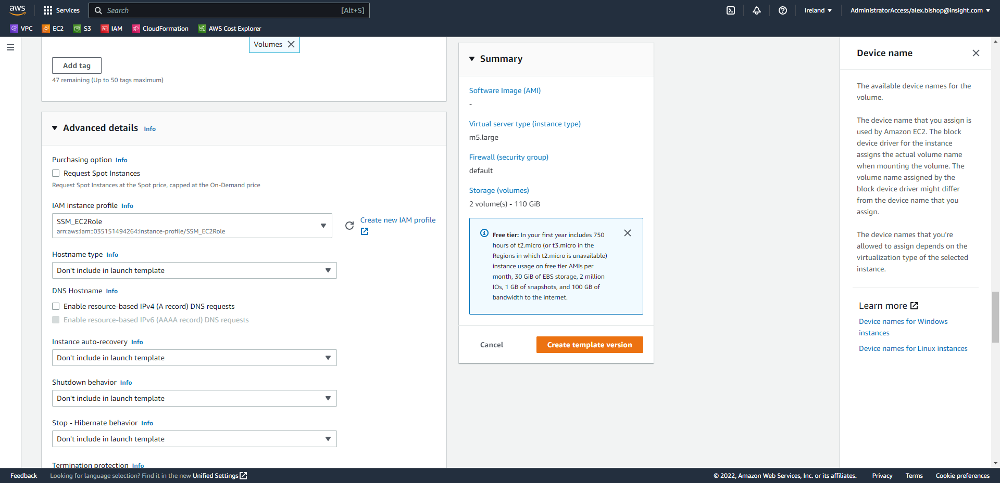 aws
Services
Search
[Alt+S]
Ireland
AdministratorAccess/alex.bishop@insight.com
VPC
EC2
S3
IAM
CloudFormation
AWS Cost Explorer
Volumes
Add tag
47 remaining (Up to 50 tags maximum)
Advanced details Info
Purchasing option Info
Request Spot Instances
Request Spot Instances at the Spot price, capped at the On-Demand price
IAM instance profile Info
SSM_EC2Role
arn:aws:iam::035151494264:instance-profile/SSM_EC2Role
Create new IAM profile
Hostname type Info
Don't include in launch template
DNS Hostname Info
Enable resource-based IPv4 (A record) DNS requests
Enable resource-based IPv6 (AAAA record) DNS requests
Instance auto-recovery Info
Don't include in launch template
Shutdown behavior Info
Don't include in launch template
Stop - Hibernate behavior Info
Don't include in launch template
Termination protection Info
Summary
Software Image (AMI)
-
Virtual server type (instance type)
m5.large
Firewall (security group)
default
Storage (volumes)
2 volume(s) - 110 GiB
Free tier: In your first year includes 750
hours of t2.micro (or t3.micro in the
Regions in which t2.micro is unavailable)
instance usage on free tier AMIs per
month, 30 GiB of EBS storage, 2 million
IOs, 1 GB of snapshots, and 100 GB of
bandwidth to the internet.
Cancel
Create template version
Device name
The available device names for the
volume.
The device name that you assign is
used by Amazon EC2. The block
device driver for the instance
assigns the actual volume name
when mounting the volume. The
volume name assigned by the
block device driver might differ
from the device name that you
assign.
The device names that you're
allowed to assign depends on the
virtualization type of the selected
instance.
Learn more
Device names for Windows
instances
Device names for Linux instances
Feedback
Looking for language selection? Find it in the new Unified Settings
© 2022, Amazon Web Services, Inc. or its affiliates.
Privacy
Terms
Cookie preferences